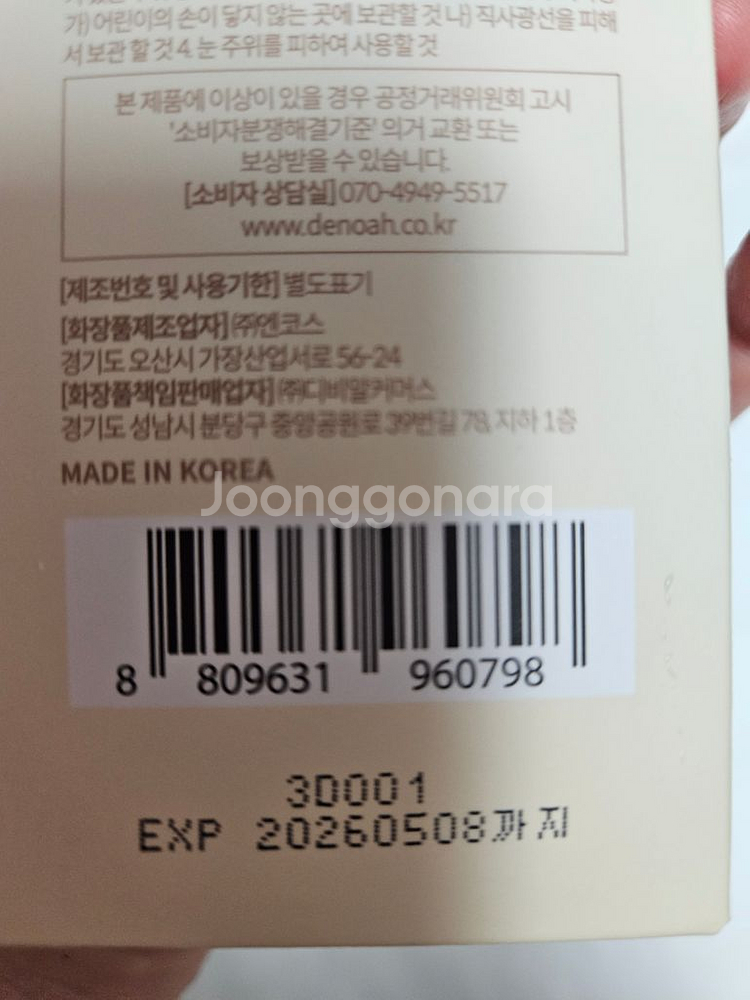 가) 어린이의 손이 닿지 않는 곳에 보관할 것 나) 직사광선을 피해
서 보관 할 것 4. 눈 주위를 피하여 사용할 것
본 제품에 이상이 있을 경우 공정거래위원회 고시
'소비자분쟁해결기준' 의거 교환 또는
보상받을 수 있습니다.
[소비자 상담실] 070-4949-5517
www.denoah.co.kr
[제조번호 및 사용기한] 별도표기
[화장품제조업자] ㈜엔코스
경기도 오산시 가장산업서로 56-24
[화장품책임판매업자] ㈜디비알커머스
경기도 성남시 분당구 중앙공원로 39번길 78, 지하 1층
MADE IN KOREA
Joonggonara
8 809631 960798
3D001
EXP 20260508까지